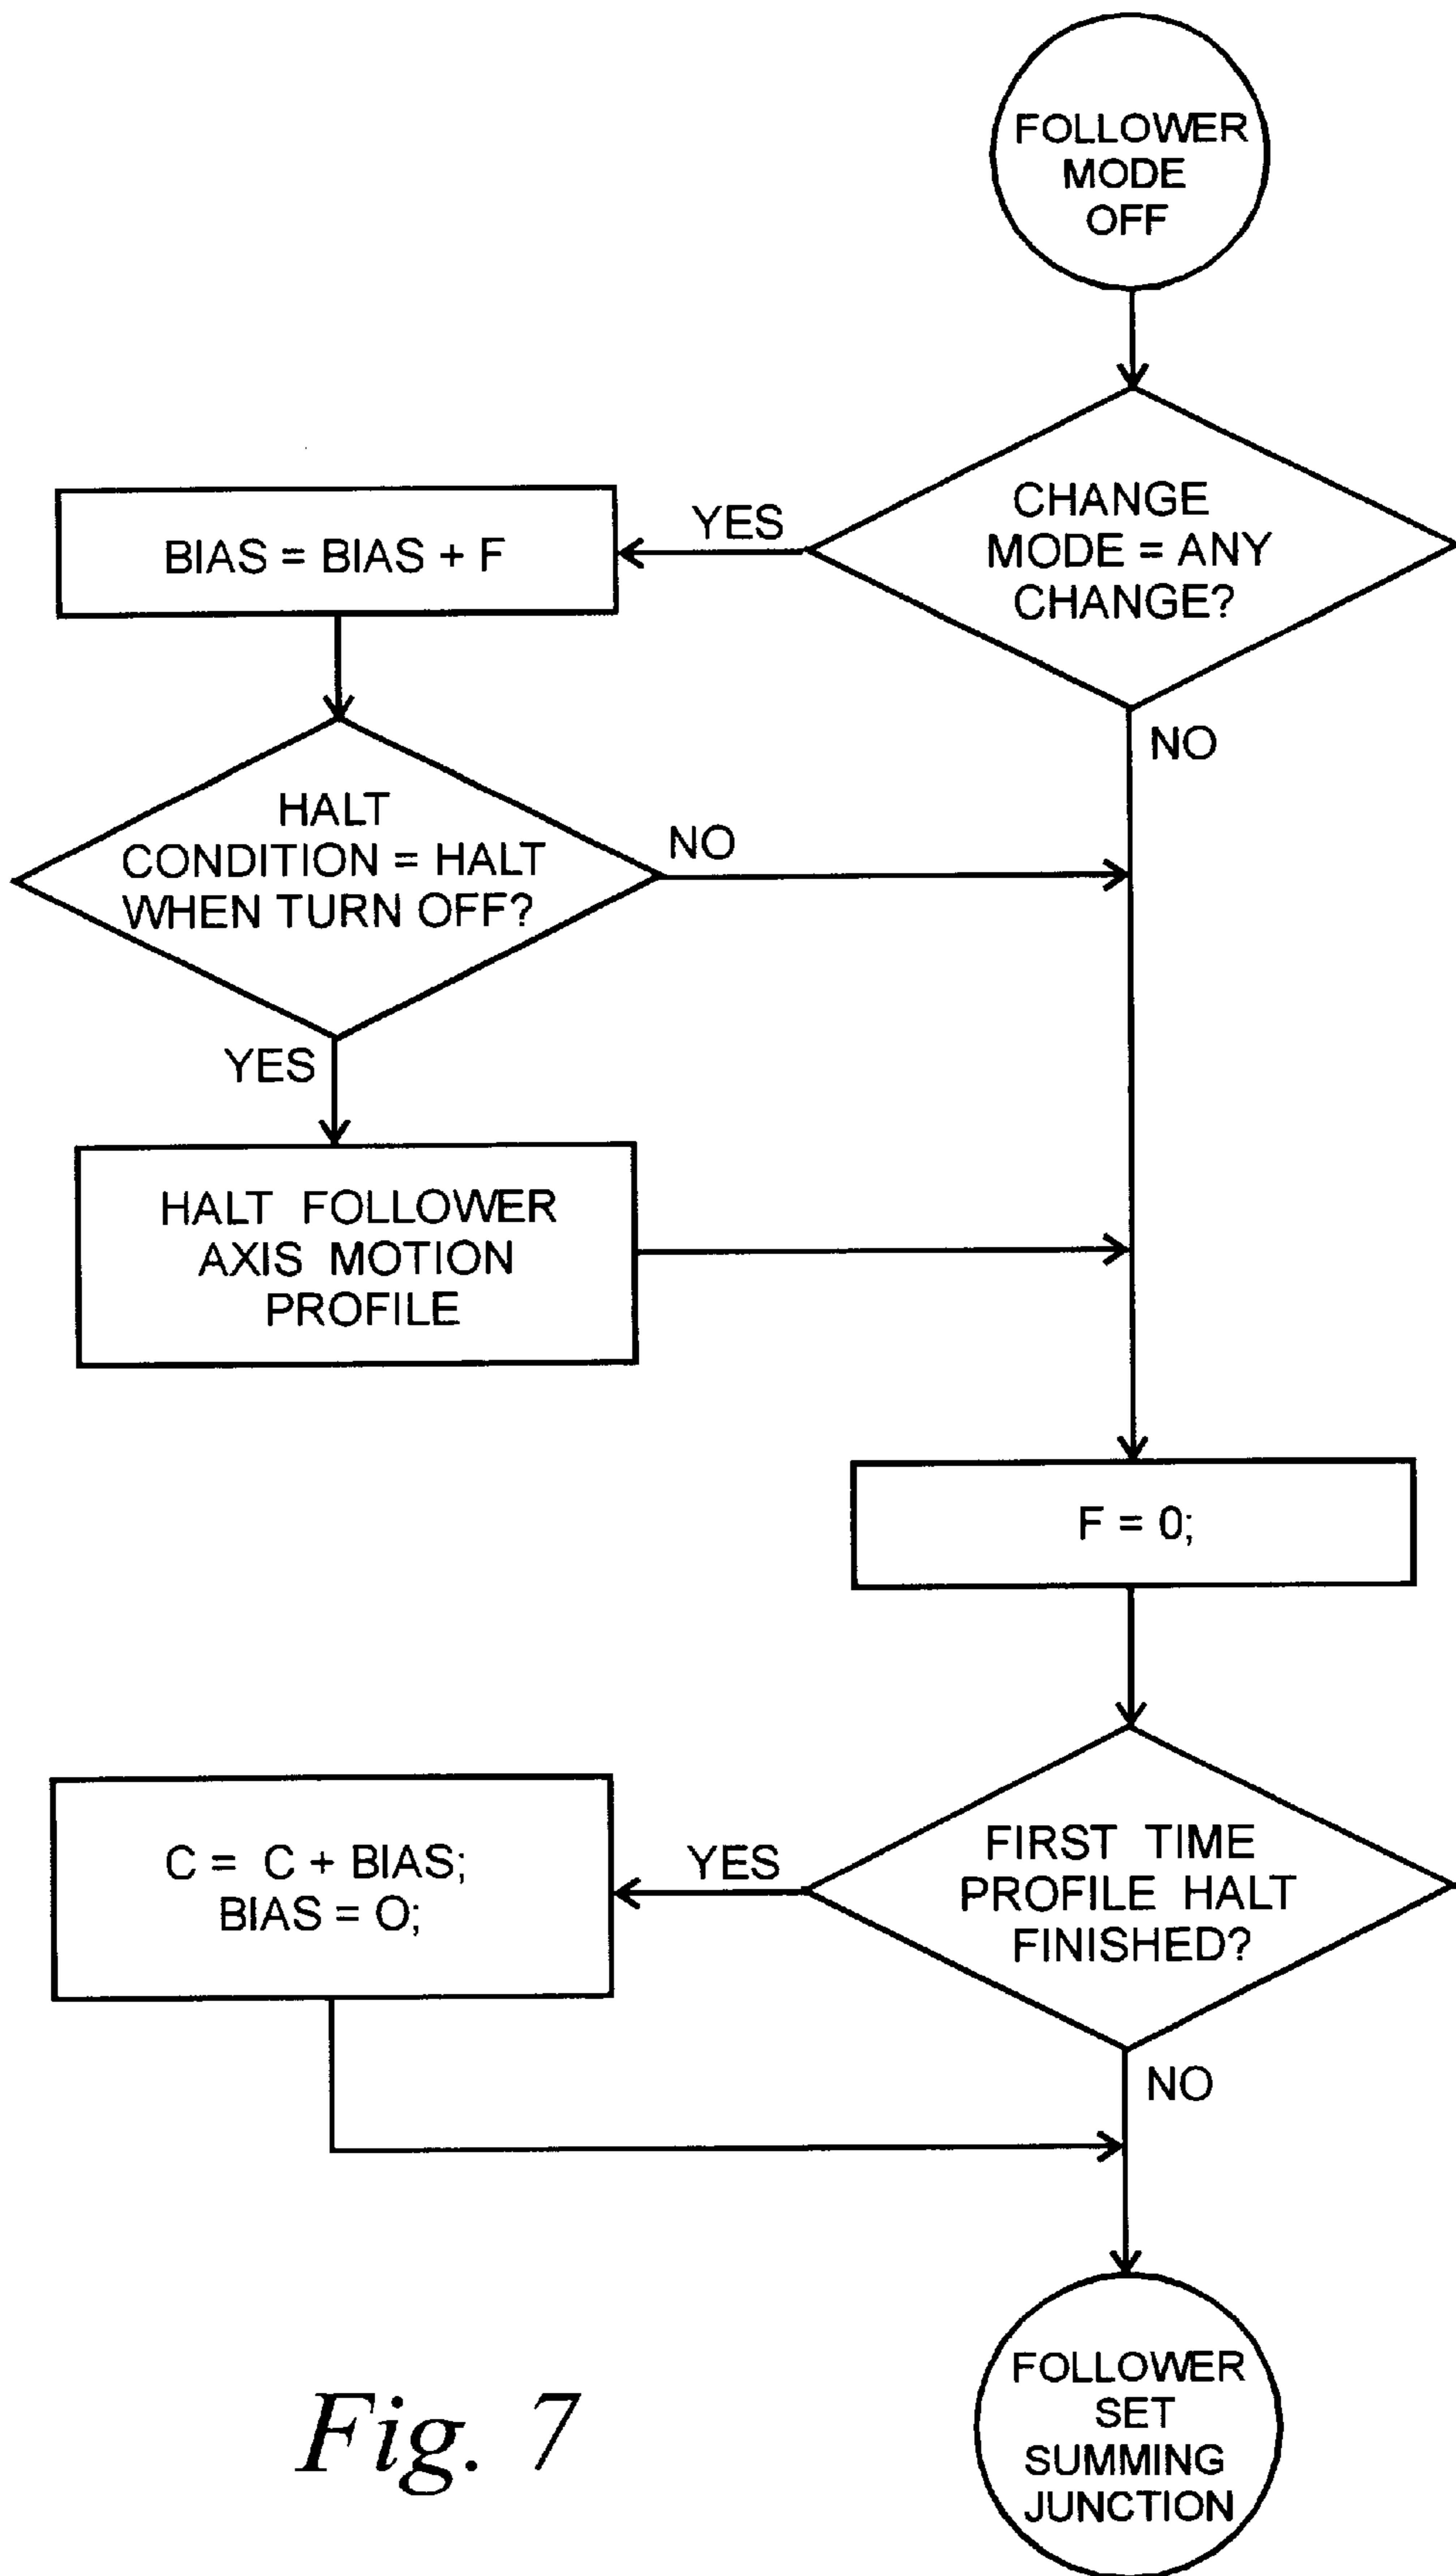 FOLLOWER
MODE
OFF
CHANGE
MODE = ANY
CHANGE?
YES
BIAS = BIAS + F
NO
HALT
CONDITION = HALT
WHEN TURN OFF?
NO
YES
HALT FOLLOWER
AXIS MOTION
PROFILE
F = 0;
FIRST TIME
PROFILE HALT
FINISHED?
YES
C = C + BIAS;
BIAS = O;
NO
FOLLOWER
SET
SUMMING
JUNCTION
Fig. 7